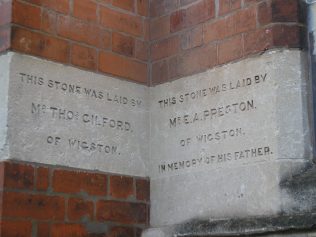 THIS STONE WAS LAID BY
MR THOS GILFORD,
OF WIGSTON.
THIS STONE WAS LAID BY
MR E. A. PRESTON,
OF WIGSTON.
IN MEMORY OF HIS FATHER.